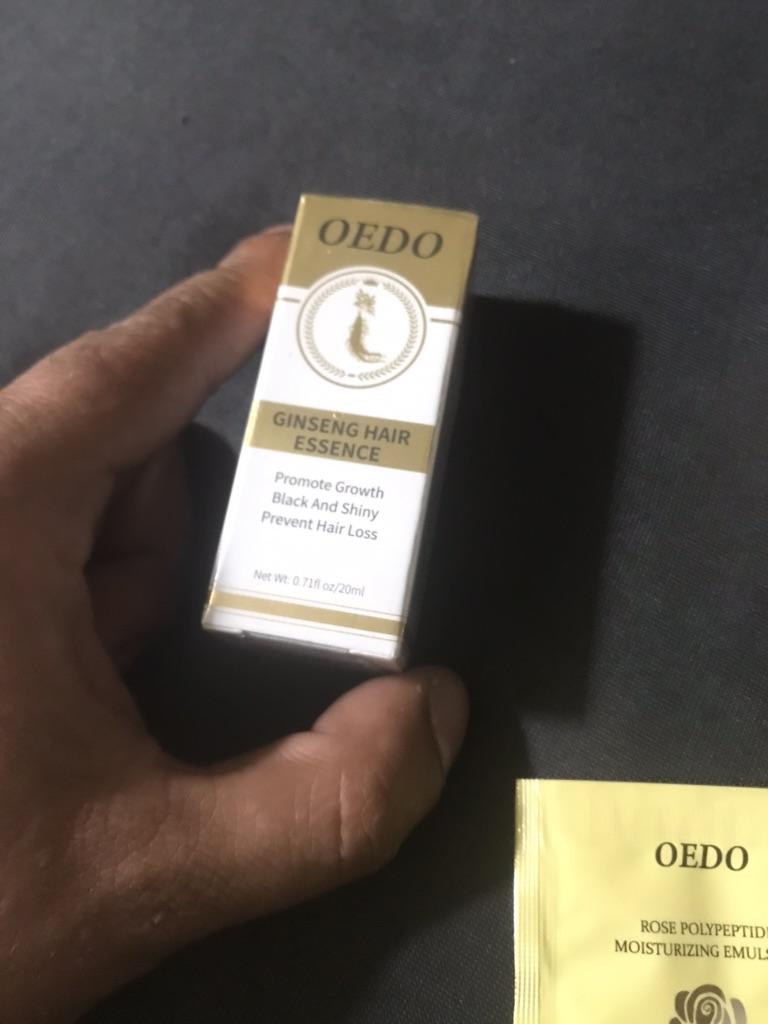 OEDO
GINSENG HAIR
ESSENCE
Promote Growth
Black And Shiny
Prevent Hair Loss
Net Wt: 0.71fl oz/20ml
OEDO
ROSE POLYPEPTID
MOISTURIZING EMULS